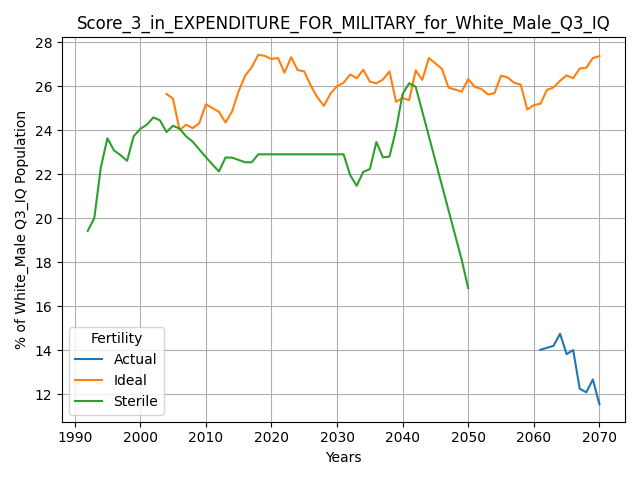 Score_3_in_EXPENDITURE_FOR_MILITARY_for_White_Male_Q3_IQ
% of White_Male Q3_IQ Population
28
26
24
22
20
18
16
14
12
Fertility
Actual
Ideal
Sterile
1990 2000 2010 2020 2030 2040 2050 2060 2070
Years